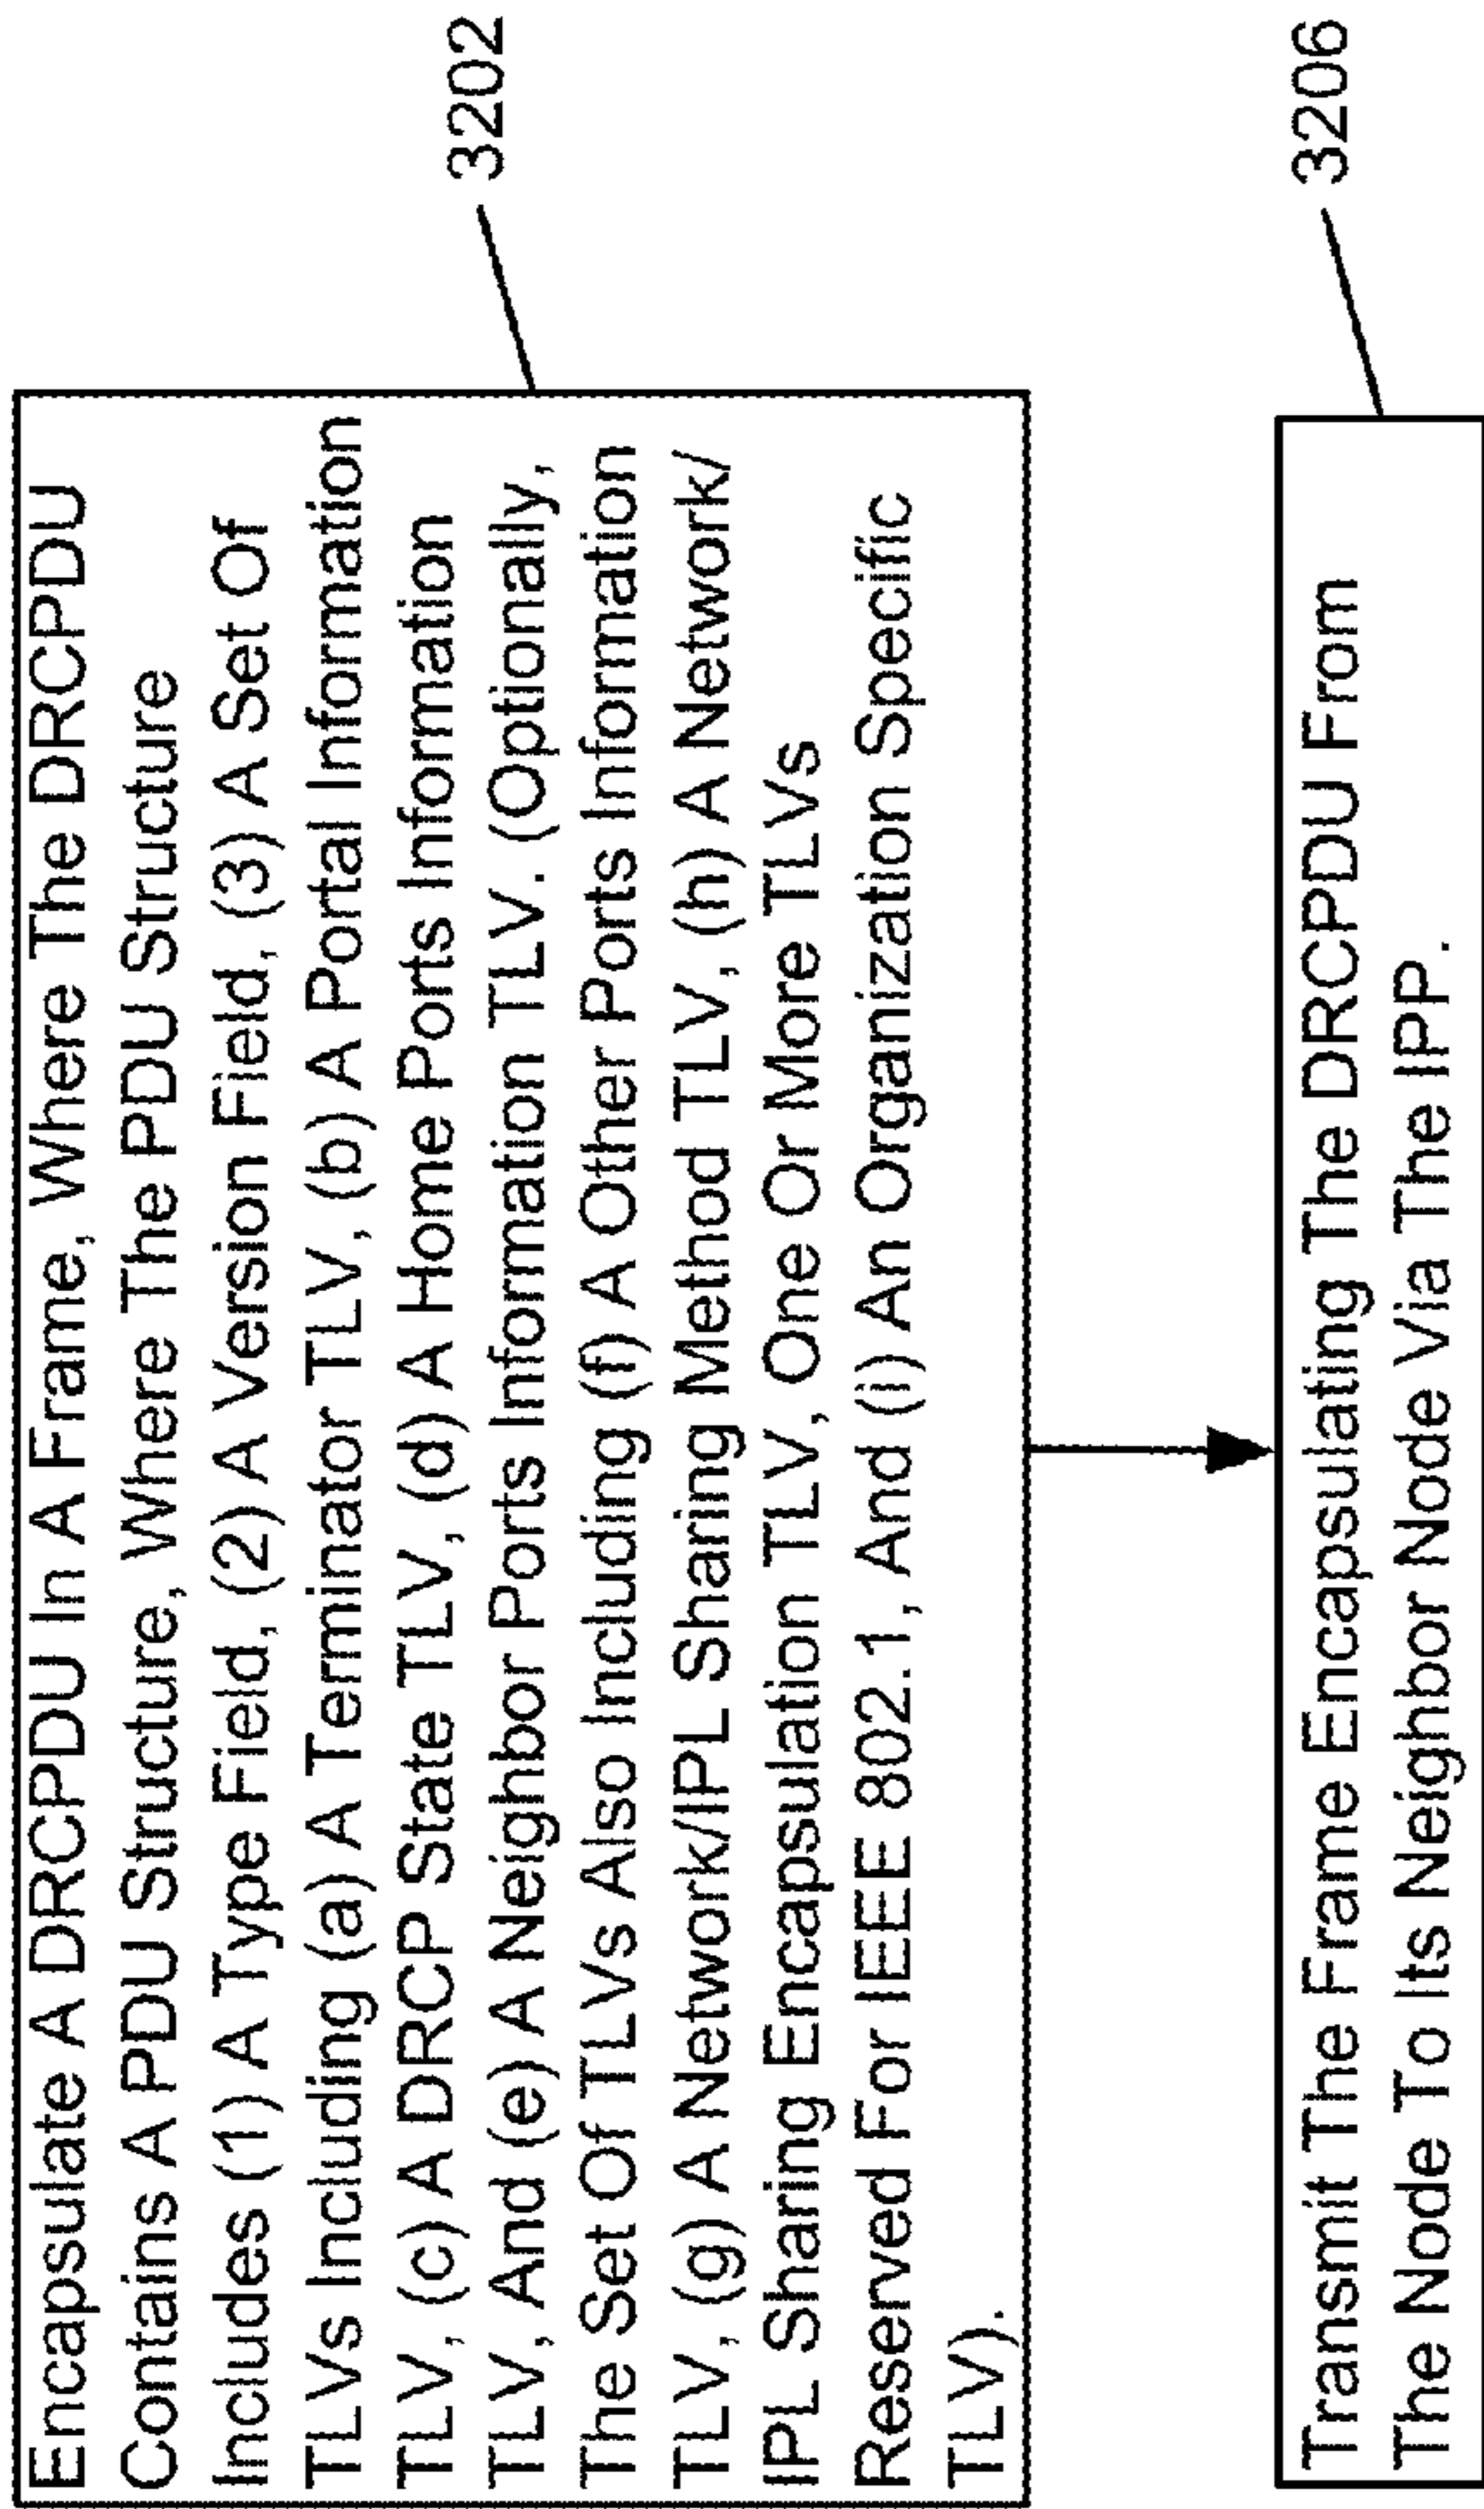 Encapsulate A DRCPDU In A Frame, Where The DRCPDU
Contains A PDU Structure, Where The PDU Structure
Includes (1) A Type Field, (2) A Version Field, (3) A Set Of
TLVs Including (a) A Terminator TLV, (b) A Portal Information
TLV, (c) A DRCP State TLV, (d) A Home Ports Information
TLV, And (e) A Neighbor Ports Information TLV. (Optionally,
The Set Of TLVs Also Including (f) A Other Ports Information
TLV, (g) A Network/IPL Sharing Method TLV, (h) A Network/
IPL Sharing Encapsulation TLV, One Or More TLVs
Reserved For IEEE 802.1, And (i) An Organization Specific
TLV).
3202
Transmit The Frame Encapsulating The DRCPDU From
The Node To Its Neighbor Node Via The IPP.
3206